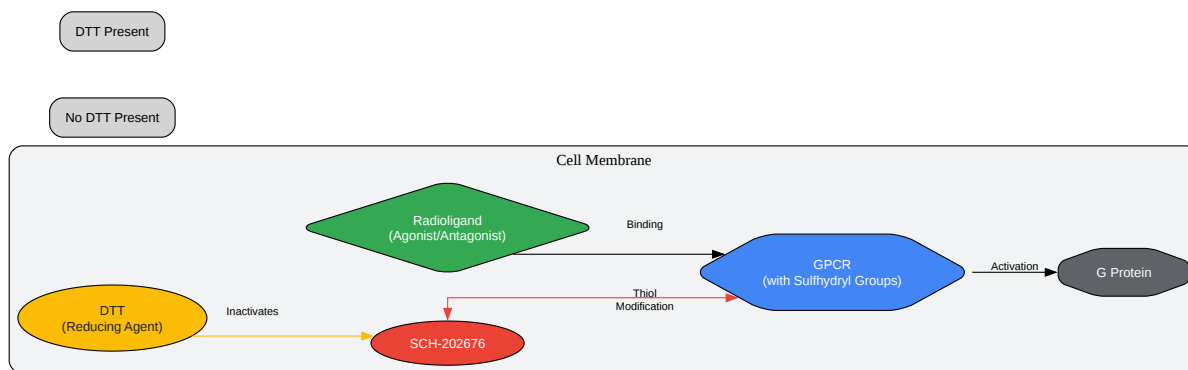 DTT Present
No DTT Present
Cell Membrane
Radioligand
(Agonist/Antagonist)
Binding
GPCR
(with Sulfhydryl Groups)
Activation
G Protein
Thiol
Modification
DTT
(Reducing Agent)
Inactivates
SCH-202676